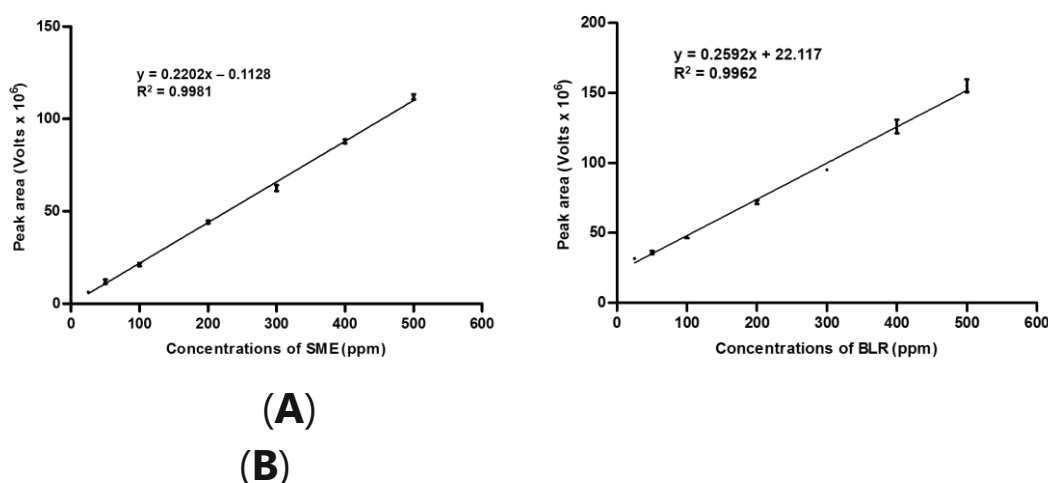 y = 0.2202x – 0.1128
R² = 0.9981
Peak area (Volts x 10⁶)
150
100
50
0
0 100 200 300 400 500 600
Concentrations of SME (ppm)
y = 0.2592x + 22.117
R² = 0.9962
Peak area (Volts x 10⁶)
200
150
100
50
0
0 100 200 300 400 500 600
Concentrations of BLR (ppm)
(A)
(B)